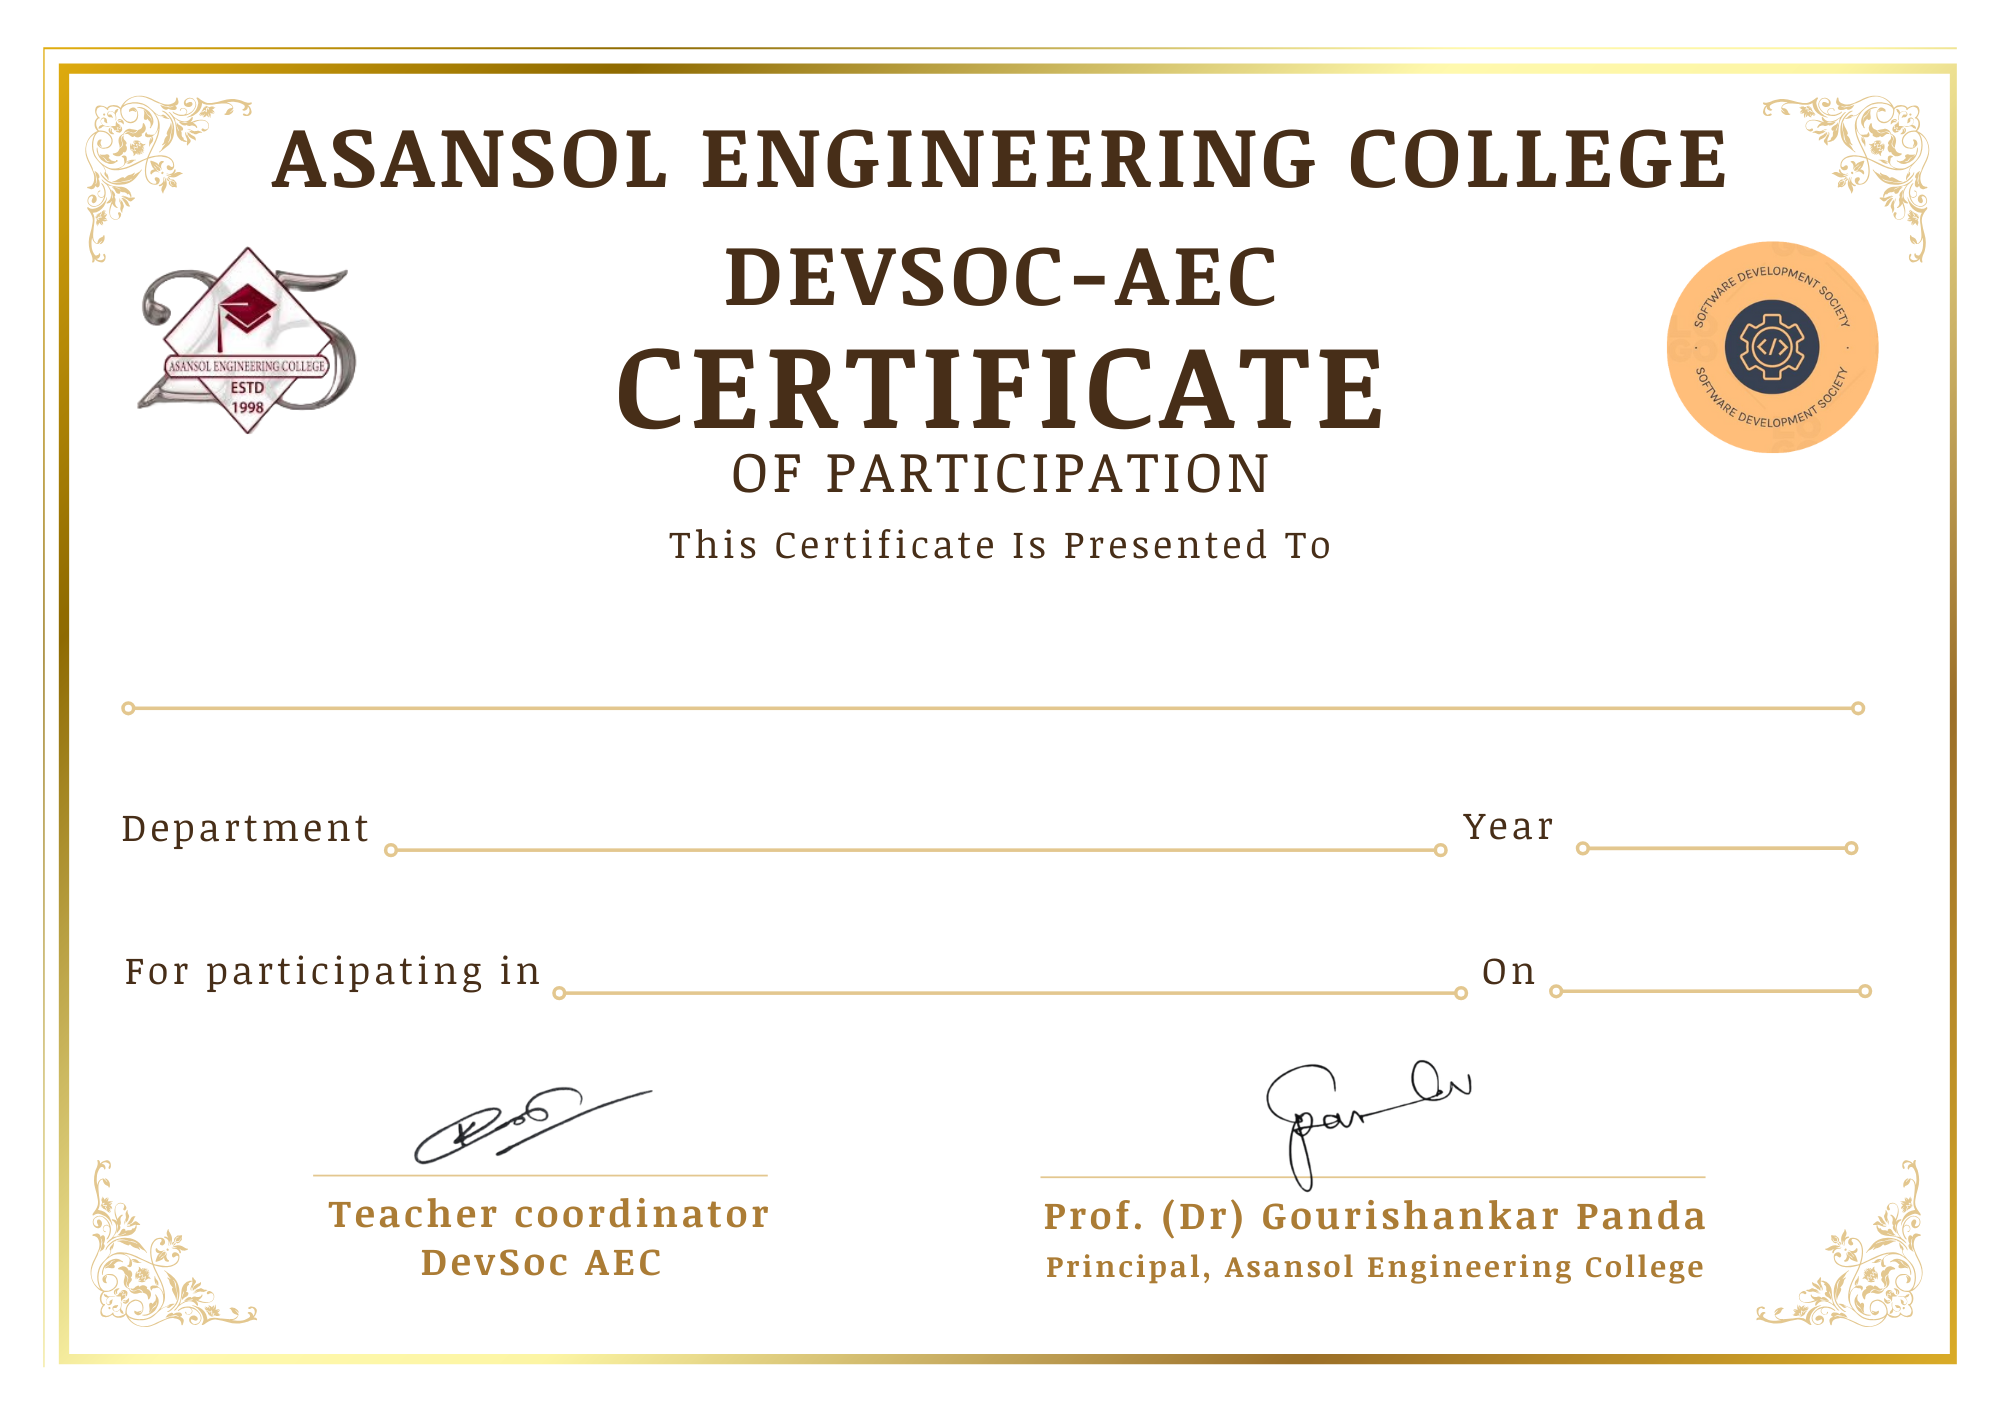 ASANSOL ENGINEERING COLLEGE
DEVSOC-AEC
ASANSOL ENGINEERING COLLEGE
ESTD
1998
SOFTWARE DEVELOPMENT SOCIETY
SOFTWARE DEVELOPMENT SOCIETY
CERTIFICATE
OF PARTICIPATION
This Certificate Is Presented To
Department Year
For participating in On
Teacher coordinator
DevSoc AEC
Prof. (Dr) Gourishankar Panda
Principal, Asansol Engineering College